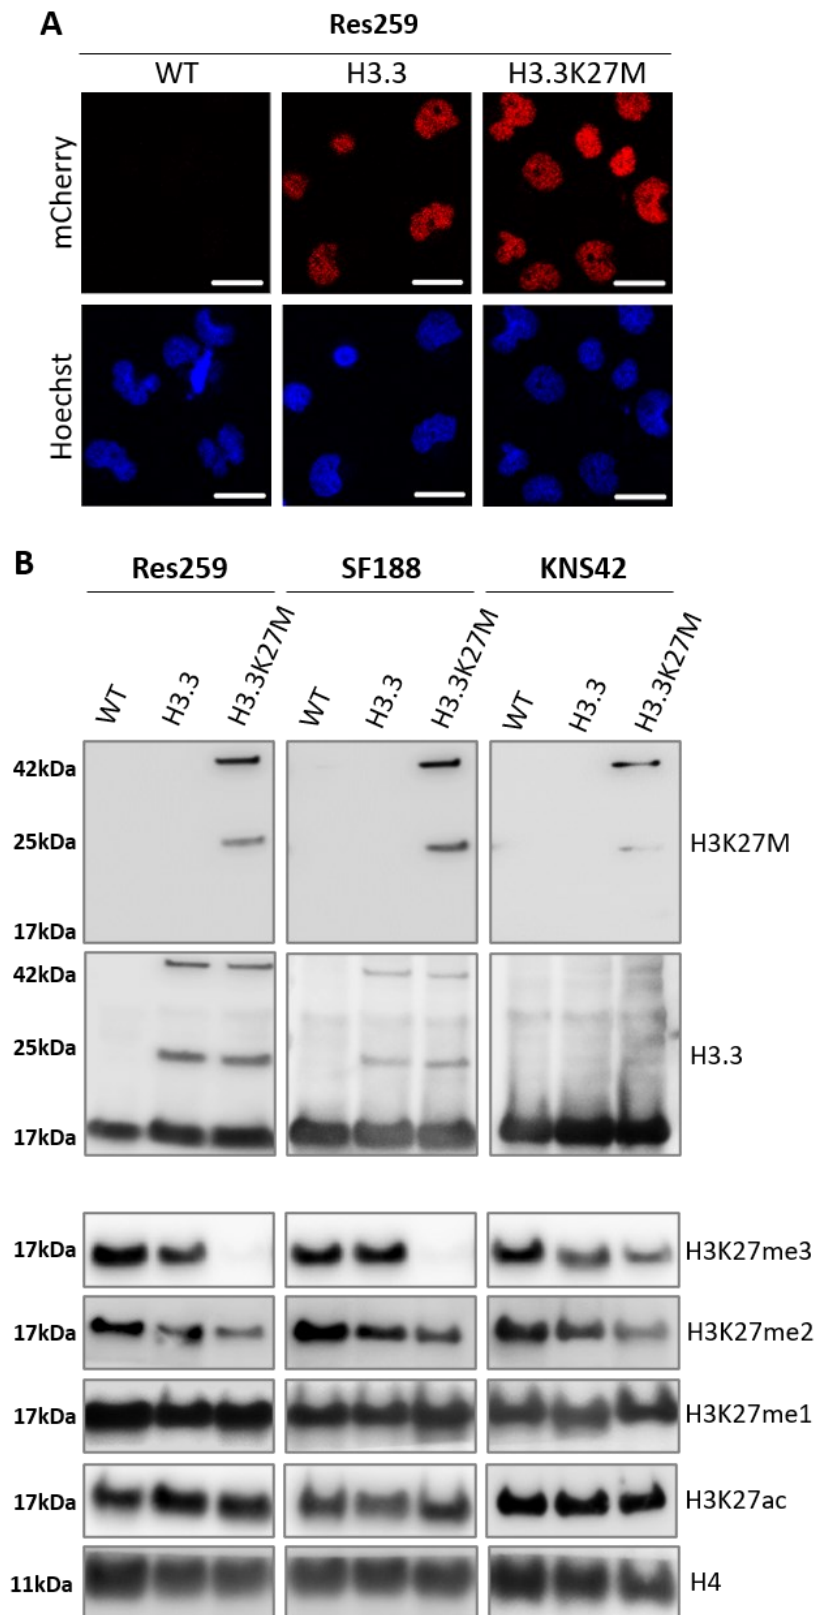 A
Res259
WT H3.3 H3.3K27M
mCherry
Hoechst
B
Res259 SF188 KNS42
WT H3.3 H3.3K27M WT H3.3 H3.3K27M WT H3.3 H3.3K27M
42kDa
25kDa H3K27M
17kDa
42kDa
25kDa H3.3
17kDa
17kDa H3K27me3
17kDa H3K27me2
17kDa H3K27me1
17kDa H3K27ac
11kDa H4